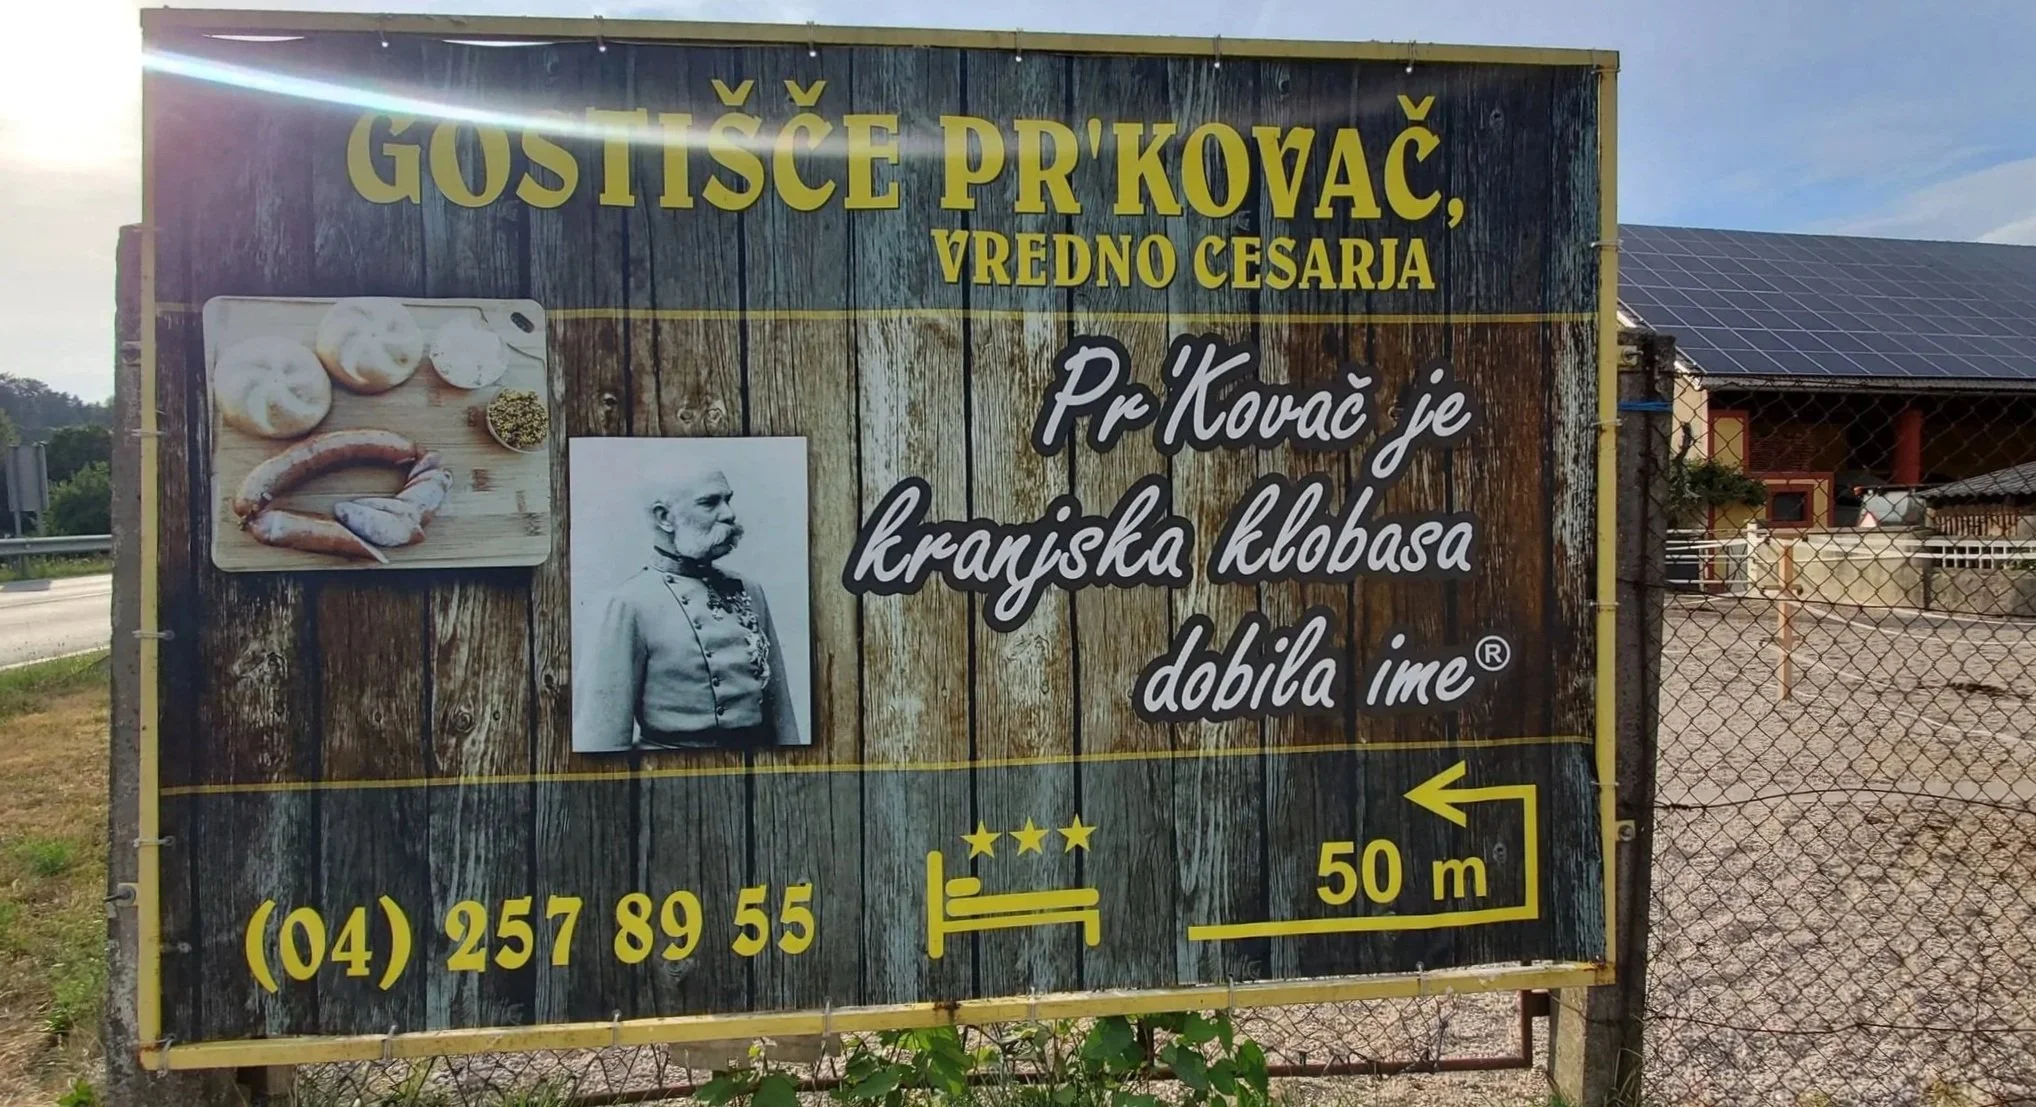 GOSTIŠČE PR'KOVAČ,
VREDNO CESARJA
Pr'Kovač je
kranjska klobasa
dobila ime®
50 m
(04) 257 89 55